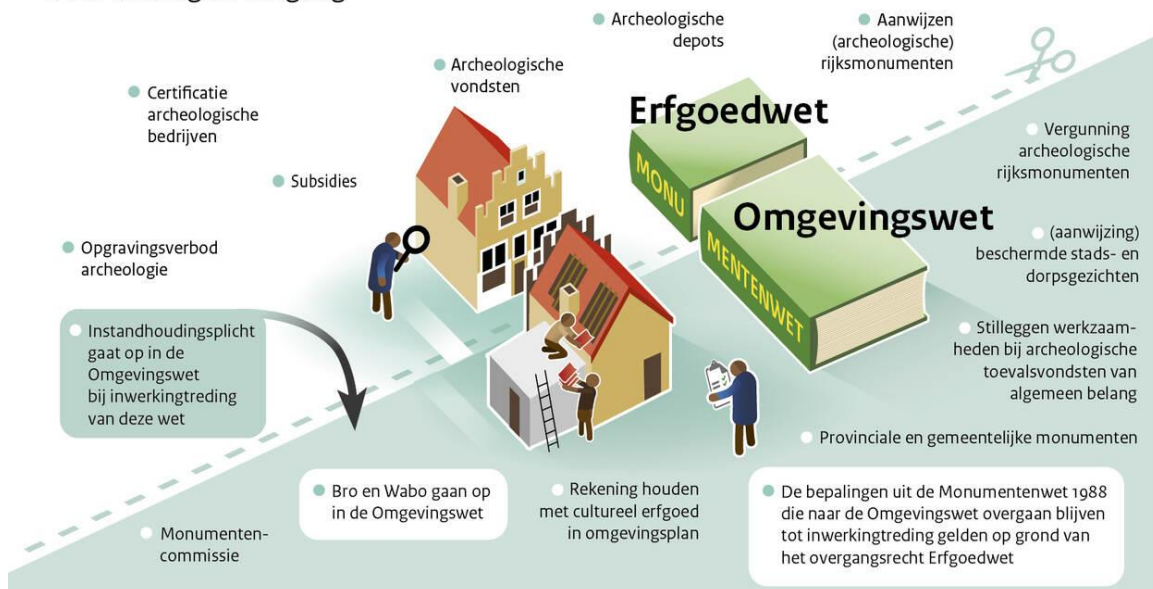 Archeologische
depots
Aanwijzen
(archeologische)
rijksmonumenten
Archeologische
vondsten
Certificatie
archeologische
bedrijven
Erfgoedwet
MONU
Vergunning
archeologische
rijksmonumenten
Subsidies
Omgevingswet
MENTENWET
Opgravingsverbod
archeologie
(aanwijzing)
beschermde stads- en
dorpsgezichten
Instandhoudingsplicht
gaat op in de
Omgevingswet
bij inwerkingtreding
van deze wet
Stilleggen werkzaam-
heden bij archeologische
toevalsvondsten van
algemeen belang
Provinciale en gemeentelijke monumenten
Bro en Wabo gaan op
in de Omgevingswet
Rekening houden
met cultureel erfgoed
in omgevingsplan
De bepalingen uit de Monumentenwet 1988
die naar de Omgevingswet overgaan blijven
tot inwerkingtreding gelden op grond van
het overgangsrecht Erfgoedwet
Monumenten-
commissie